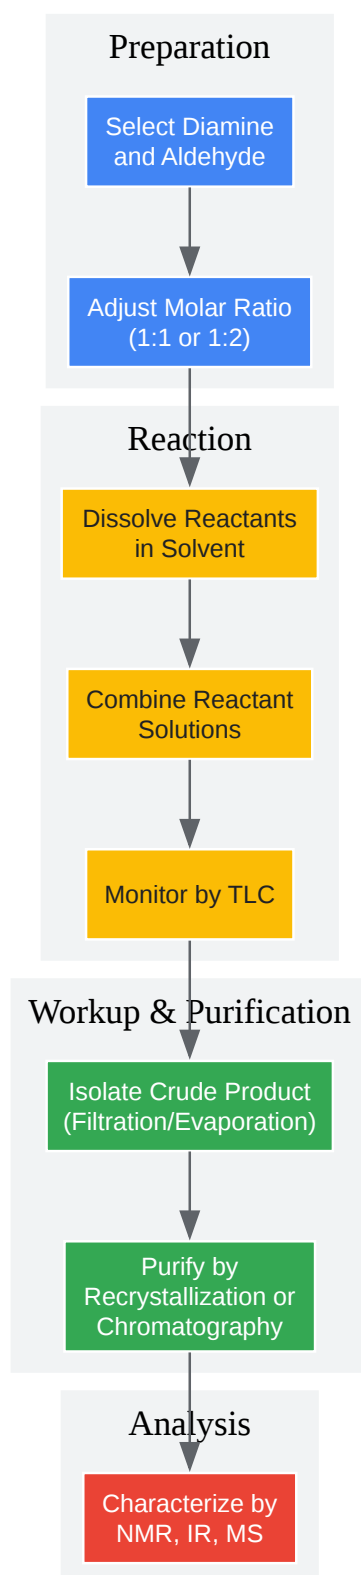 Preparation
Select Diamine
and Aldehyde
Adjust Molar Ratio
(1:1 or 1:2)
Reaction
Dissolve Reactants
in Solvent
Combine Reactant
Solutions
Monitor by TLC
Workup & Purification
Isolate Crude Product
(Filtration/Evaporation)
Purify by
Recrystallization or
Chromatography
Analysis
Characterize by
NMR, IR, MS